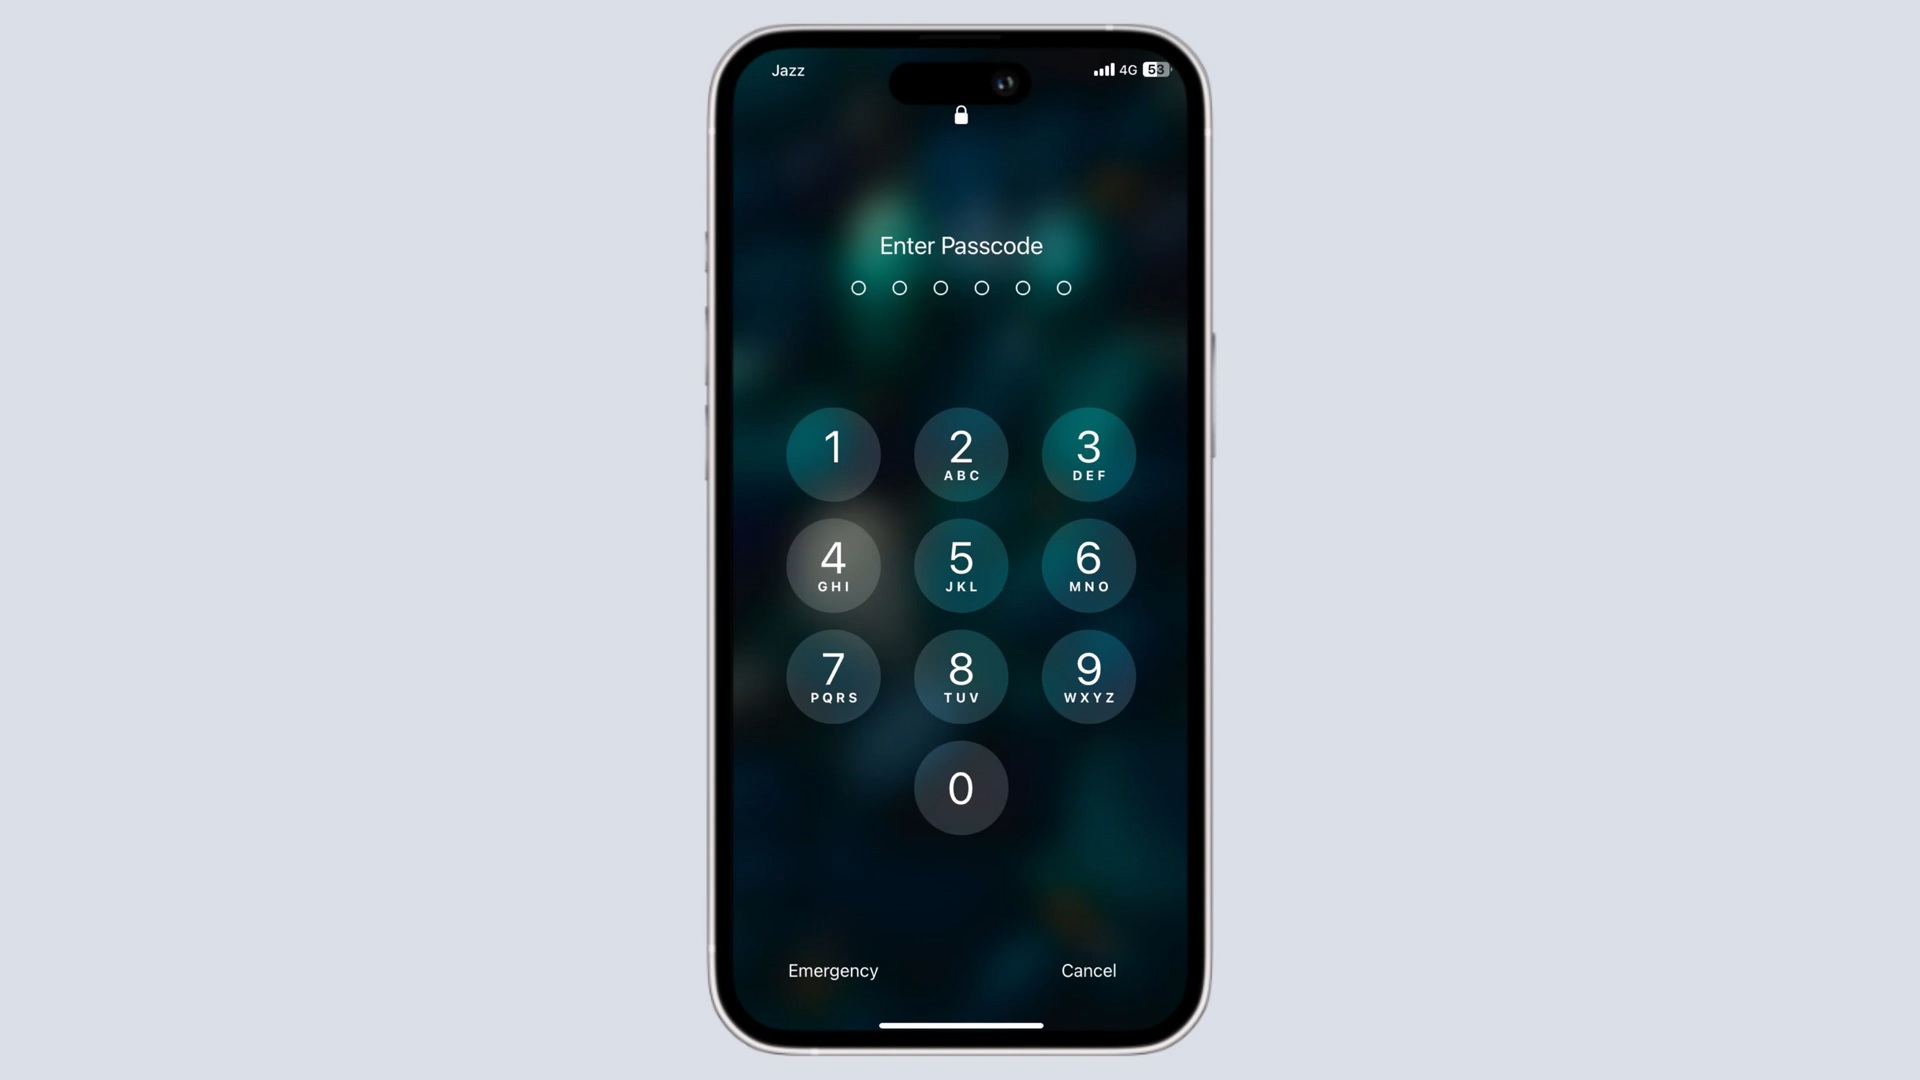 Jazz 4G 53
Enter Passcode
1 2 3
ABC DEF
4 5 6
GHI JKL MNO
7 8 9
PQRS TUV WXYZ
0
Emergency Cancel